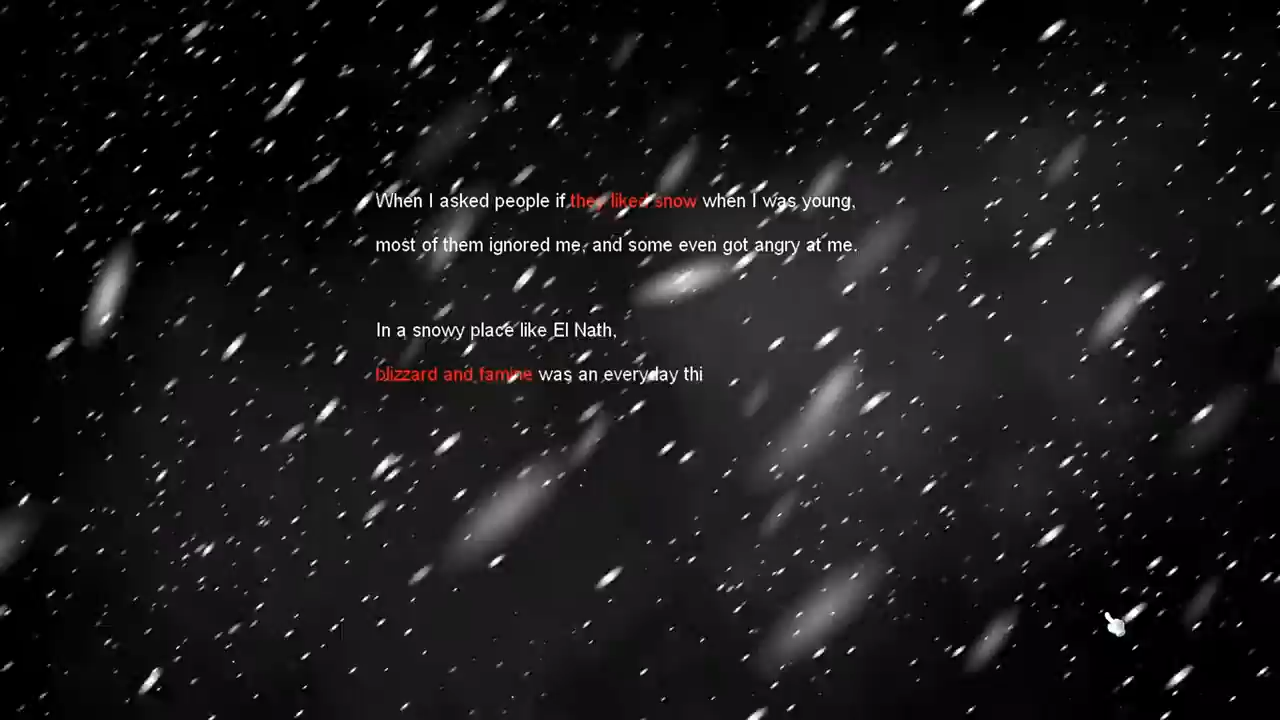 When I asked people if they liked snow when I was young,
most of them ignored me, and some even got angry at me.
In a snowy place like El Nath,
blizzard and famine was an everyday thi